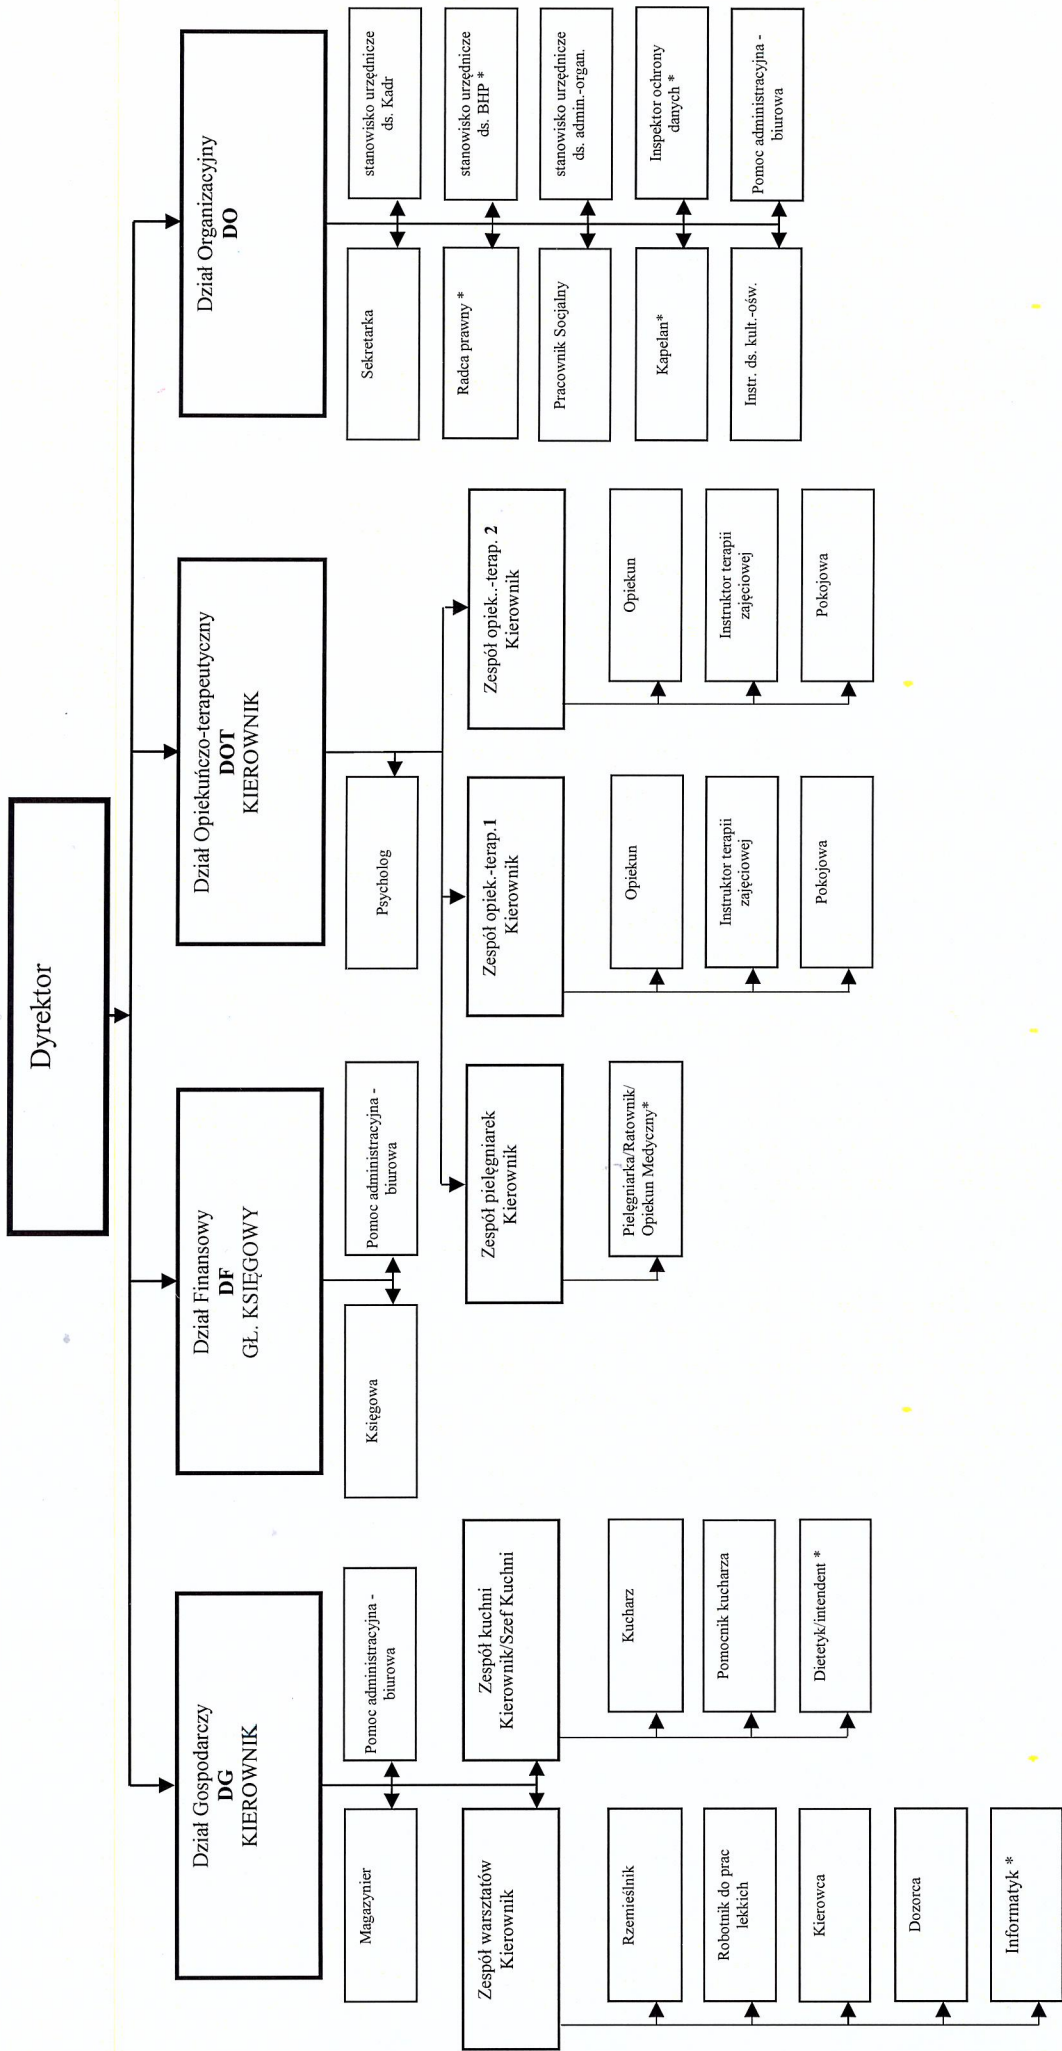 Dyrektor
Dział Gospodarczy
DG
KIEROWNIK
Dział Finansowy
DF
GŁ. KSIĘGOWY
Dział Opiekuńczo-terapeutyczny
DOT
KIEROWNIK
Dział Organizacyjny
DO
Magazynier
Pomoc administracyjna -
biurowa
Zespół warsztatów
Kierownik
Zespół kuchni
Kierownik/Szef Kuchni
Rzemieślnik
Robotnik do prac
lekkich
Kierowca
Dozorca
Informatyk *
Kucharz
Pomocnik kucharza
Dietetyk/intendent *
Księgowa
Pomoc administracyjna -
biurowa
Psycholog
Zespół pielęgniarek
Kierownik
Pielęgniarka/Ratownik/
Opiekun Medyczny*
Zespół opiek.-terap.1
Kierownik
Opiekun
Instruktor terapii
zajęciowej
Pokojowa
Zespół opiek..-terap. 2
Kierownik
Opiekun
Instruktor terapii
zajęciowej
Pokojowa
Sekretarka
stanowisko urzędnicze
ds. Kadr
Radca prawny *
stanowisko urzędnicze
ds. BHP *
Pracownik Socjalny
stanowisko urzędnicze
ds. admin.-organ.
Kapelan*
Inspektor ochrony
danych *
Instr. ds. kult.-ośw.
Pomoc administracyjna -
biurowa